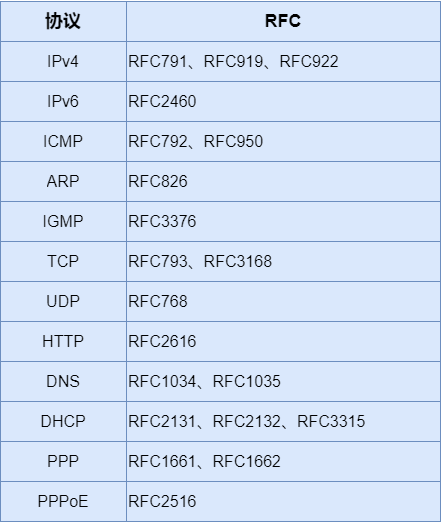 协议 RFC
IPv4 RFC791、RFC919、RFC922
IPv6 RFC2460
ICMP RFC792、RFC950
ARP RFC826
IGMP RFC3376
TCP RFC793、RFC3168
UDP RFC768
HTTP RFC2616
DNS RFC1034、RFC1035
DHCP RFC2131、RFC2132、RFC3315
PPP RFC1661、RFC1662
PPPoE RFC2516